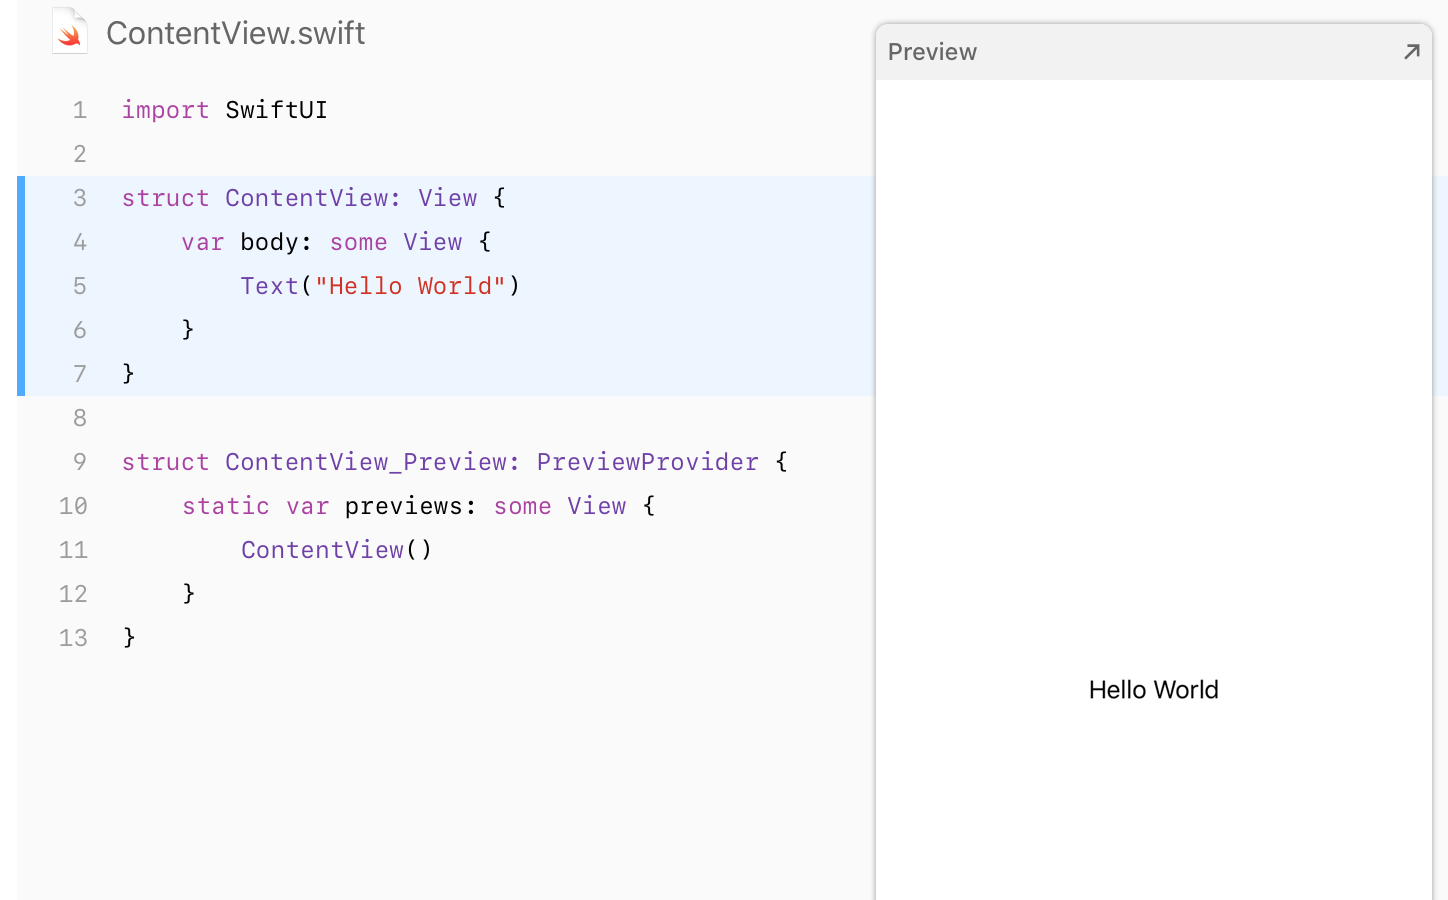 ContentView.swift
1 import SwiftUI
2
3 struct ContentView: View {
4     var body: some View {
5         Text("Hello World")
6     }
7 }
8
9 struct ContentView_Preview: PreviewProvider {
10     static var previews: some View {
11         ContentView()
12     }
13 }
Preview
Hello World